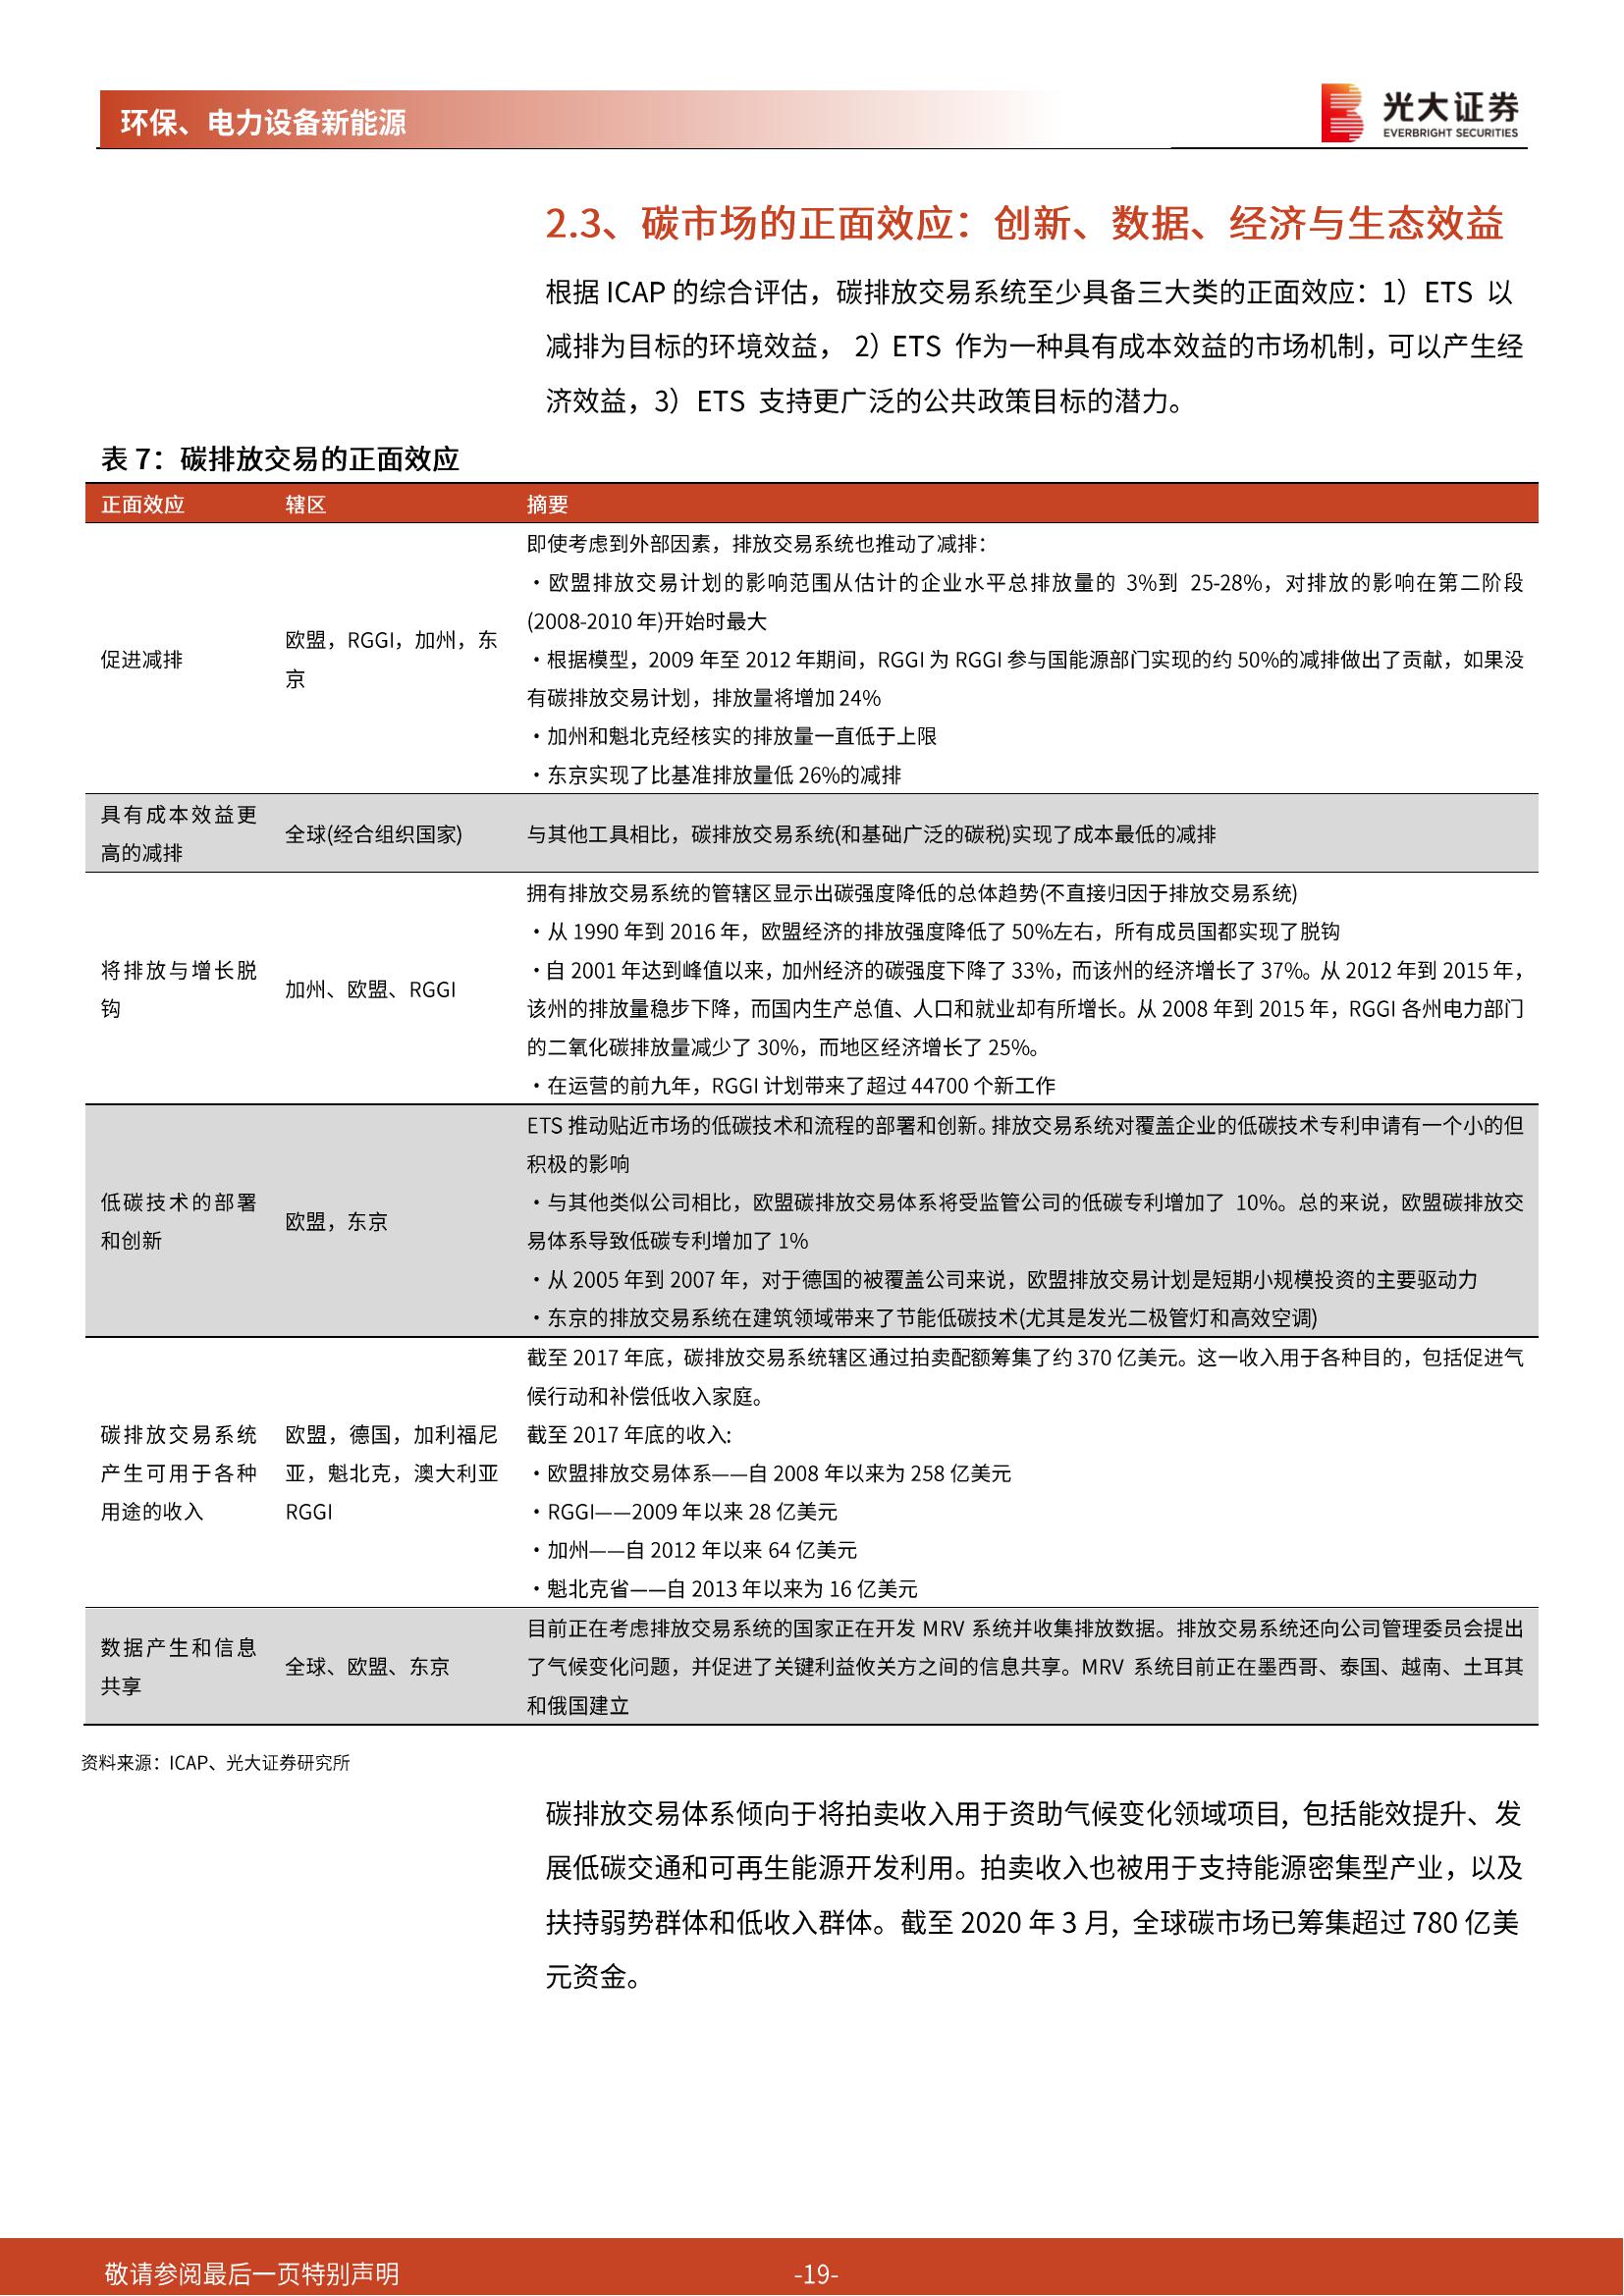 环保、电力设备新能源
光大证券
EVERBRIGHT SECURITIES
2.3、碳市场的正面效应：创新、数据、经济与生态效益
根据 ICAP 的综合评估，碳排放交易系统至少具备三大类的正面效应：1）ETS 以
减排为目标的环境效益， 2）ETS 作为一种具有成本效益的市场机制，可以产生经
济效益，3）ETS 支持更广泛的公共政策目标的潜力。
表 7：碳排放交易的正面效应
正面效应 辖区 摘要
促进减排
欧盟，RGGI，加州，东
京
即使考虑到外部因素，排放交易系统也推动了减排：
・欧盟排放交易计划的影响范围从估计的企业水平总排放量的 3%到 25-28%，对排放的影响在第二阶段
(2008-2010 年)开始时最大
・根据模型，2009 年至 2012 年期间，RGGI 为 RGGI 参与国能源部门实现的约 50%的减排做出了贡献，如果没
有碳排放交易计划，排放量将增加 24%
・加州和魁北克经核实的排放量一直低于上限
・东京实现了比基准排放量低 26%的减排
具有成本效益更
高的减排
全球(经合组织国家)
与其他工具相比，碳排放交易系统(和基础广泛的碳税)实现了成本最低的减排
将排放与增长脱
钩
加州、欧盟、RGGI
拥有排放交易系统的管辖区显示出碳强度降低的总体趋势(不直接归因于排放交易系统)
・从 1990 年到 2016 年，欧盟经济的排放强度降低了 50%左右，所有成员国都实现了脱钩
・自 2001 年达到峰值以来，加州经济的碳强度下降了 33%，而该州的经济增长了 37%。从 2012 年到 2015 年，
该州的排放量稳步下降，而国内生产总值、人口和就业却有所增长。从 2008 年到 2015 年，RGGI 各州电力部门
的二氧化碳排放量减少了 30%，而地区经济增长了 25%。
・在运营的前九年，RGGI 计划带来了超过 44700 个新工作
低碳技术的部署
和创新
欧盟，东京
ETS 推动贴近市场的低碳技术和流程的部署和创新。排放交易系统对覆盖企业的低碳技术专利申请有一个小的但
积极的影响
・与其他类似公司相比，欧盟碳排放交易体系将受监管公司的低碳专利增加了 10%。总的来说，欧盟碳排放交
易体系导致低碳专利增加了 1%
・从 2005 年到 2007 年，对于德国的被覆盖公司来说，欧盟排放交易计划是短期小规模投资的主要驱动力
・东京的排放交易系统在建筑领域带来了节能低碳技术(尤其是发光二极管灯和高效空调)
碳排放交易系统
产生可用于各种
用途的收入
欧盟，德国，加利福尼
亚，魁北克，澳大利亚
RGGI
截至 2017 年底，碳排放交易系统辖区通过拍卖配额筹集了约 370 亿美元。这一收入用于各种目的，包括促进气
候行动和补偿低收入家庭。
截至 2017 年底的收入:
・欧盟排放交易体系——自 2008 年以来为 258 亿美元
・RGGI——2009 年以来 28 亿美元
・加州——自 2012 年以来 64 亿美元
・魁北克省——自 2013 年以来为 16 亿美元
数据产生和信息
共享
全球、欧盟、东京
目前正在考虑排放交易系统的国家正在开发 MRV 系统并收集排放数据。排放交易系统还向公司管理委员会提出
了气候变化问题，并促进了关键利益攸关方之间的信息共享。MRV 系统目前正在墨西哥、泰国、越南、土耳其
和俄国建立
资料来源：ICAP、光大证券研究所
碳排放交易体系倾向于将拍卖收入用于资助气候变化领域项目，包括能效提升、发
展低碳交通和可再生能源开发利用。拍卖收入也被用于支持能源密集型产业，以及
扶持弱势群体和低收入群体。截至 2020 年 3 月，全球碳市场已筹集超过 780 亿美
元资金。
敬请参阅最后一页特别声明
-19-